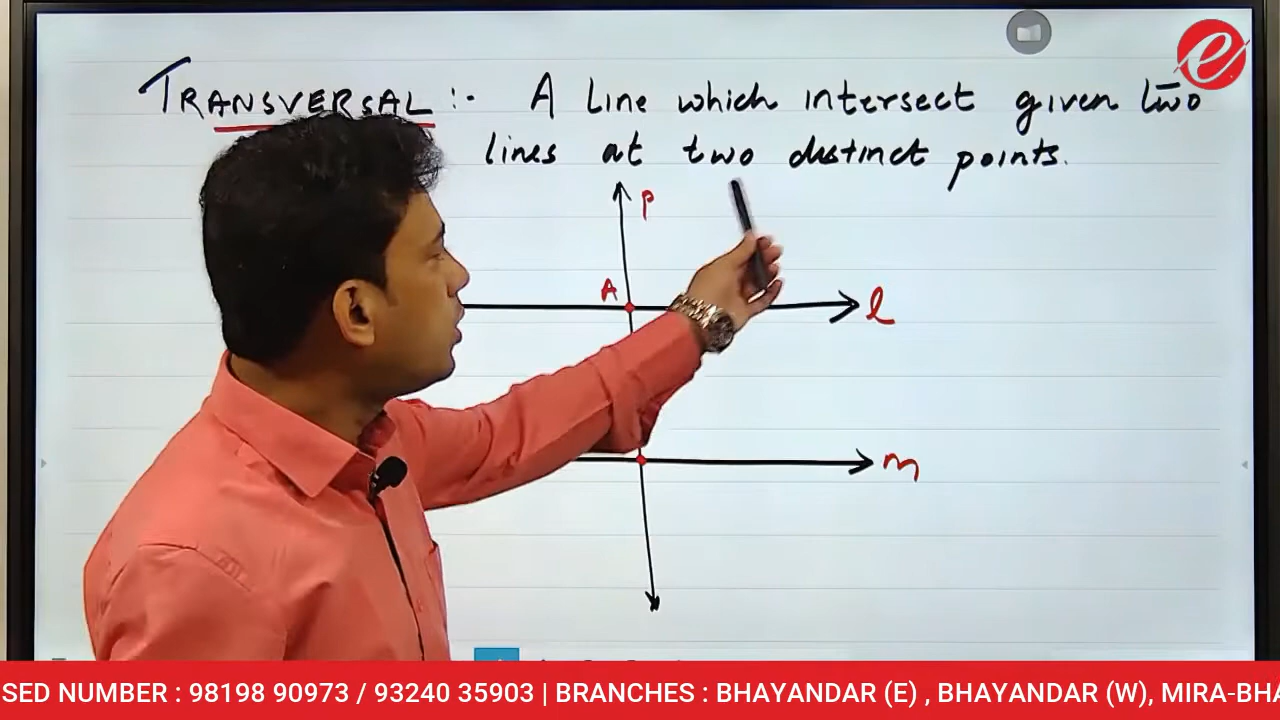 TRANSVERSAL :- A line which intersect given two
lines at two distinct points.
P
A
l
m
SED NUMBER : 98198 90973 / 93240 35903 | BRANCHES : BHAYANDAR (E) , BHAYANDAR (W), MIRA-BHA
e